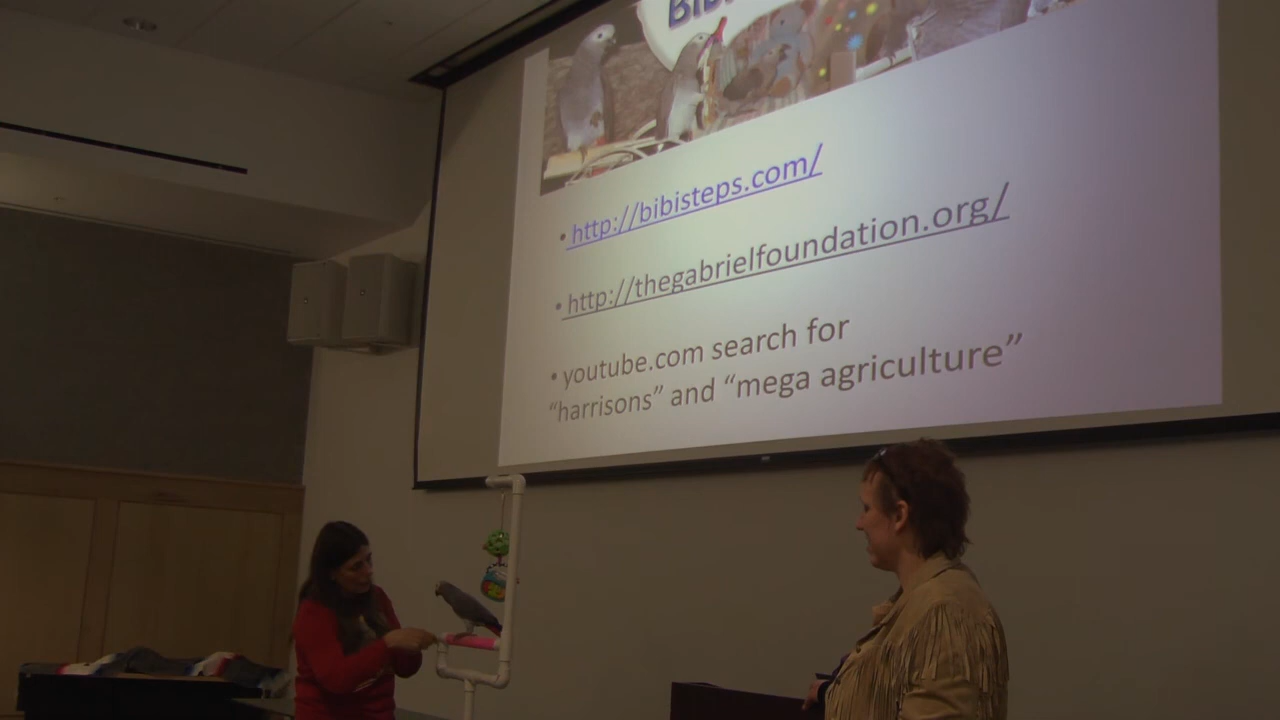 • http://bibisteps.com/
• http://thegabrielfoundation.org/
• youtube.com search for
“harrisons” and “mega agriculture”